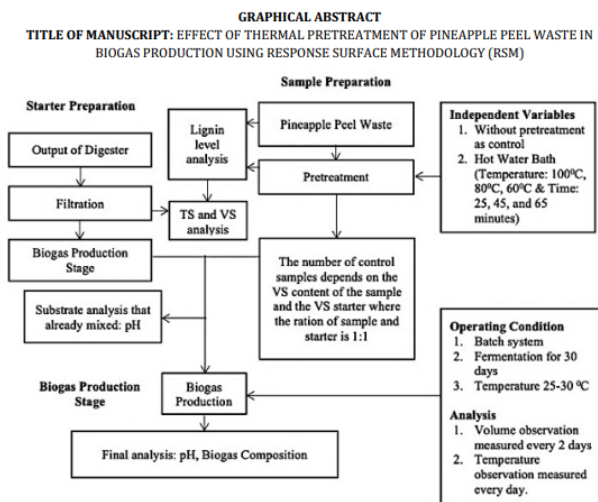 GRAPHICAL ABSTRACT
TITLE OF MANUSCRIPT: EFFECT OF THERMAL PRETREATMENT OF PINEAPPLE PEEL WASTE IN
BIOGAS PRODUCTION USING RESPONSE SURFACE METHODOLOGY (RSM)
Starter Preparation
Output of Digester
Filtration
Biogas Production
Stage
Substrate analysis that
already mixed: pH
Sample Preparation
Lignin
level
analysis
Pineapple Peel Waste
Pretreatment
TS and VS
analysis
The number of control
samples depends on the
VS content of the sample
and the VS starter where
the ration of sample and
starter is 1:1
Independent Variables
1. Without pretreatment
as control
2. Hot Water Bath
(Temperature: 100⁰C,
80⁰C, 60⁰C & Time:
25, 45, and 65
minutes)
Biogas Production
Stage
Biogas
Production
Final analysis: pH, Biogas Composition
Operating Condition
1. Batch system
2. Fermentation for 30
days
3. Temperature 25-30 ⁰C
Analysis
1. Volume observation
measured every 2 days
2. Temperature
observation measured
every day.